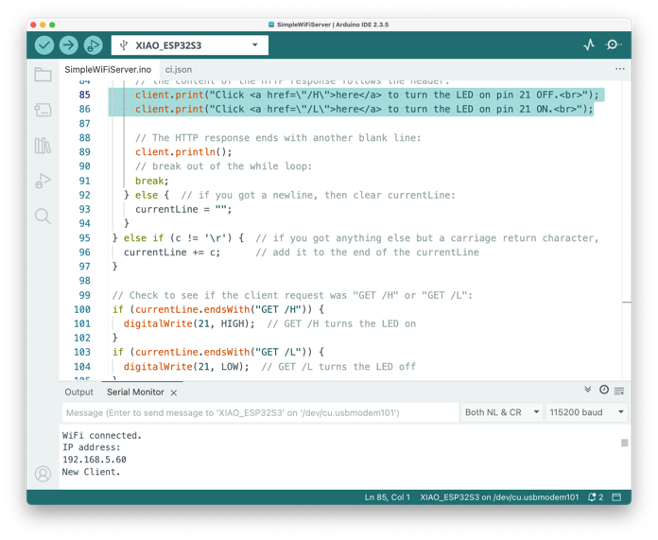 SimpleWiFiServer | Arduino IDE 2.3.5
XIAO_ESP32S3
SimpleWiFiServer.ino ci.json
84 // the content of the HTTP response follows the header:
85 client.print("Click <a href=\"/H\">here</a> to turn the LED on pin 21 OFF.<br>");
86 client.print("Click <a href=\"/L\">here</a> to turn the LED on pin 21 ON.<br>");
87
88 // The HTTP response ends with another blank line:
89 client.println();
90 // break out of the while loop:
91 break;
92 } else { // if you got a newline, then clear currentLine:
93 currentLine = "";
94 }
95 } else if (c != '\r') { // if you got anything else but a carriage return character,
96 currentLine += c; // add it to the end of the currentLine
97 }
98
99 // Check to see if the client request was "GET /H" or "GET /L":
100 if (currentLine.endsWith("GET /H")) {
101 digitalWrite(21, HIGH); // GET /H turns the LED on
102 }
103 if (currentLine.endsWith("GET /L")) {
104 digitalWrite(21, LOW); // GET /L turns the LED off
105 }
Output Serial Monitor
Message (Enter to send message to 'XIAO_ESP32S3' on '/dev/cu.usbmodem101')
Both NL & CR
115200 baud
WiFi connected.
IP address:
192.168.5.60
New Client.
Ln 85, Col 1 XIAO_ESP32S3 on /dev/cu.usbmodem101 2